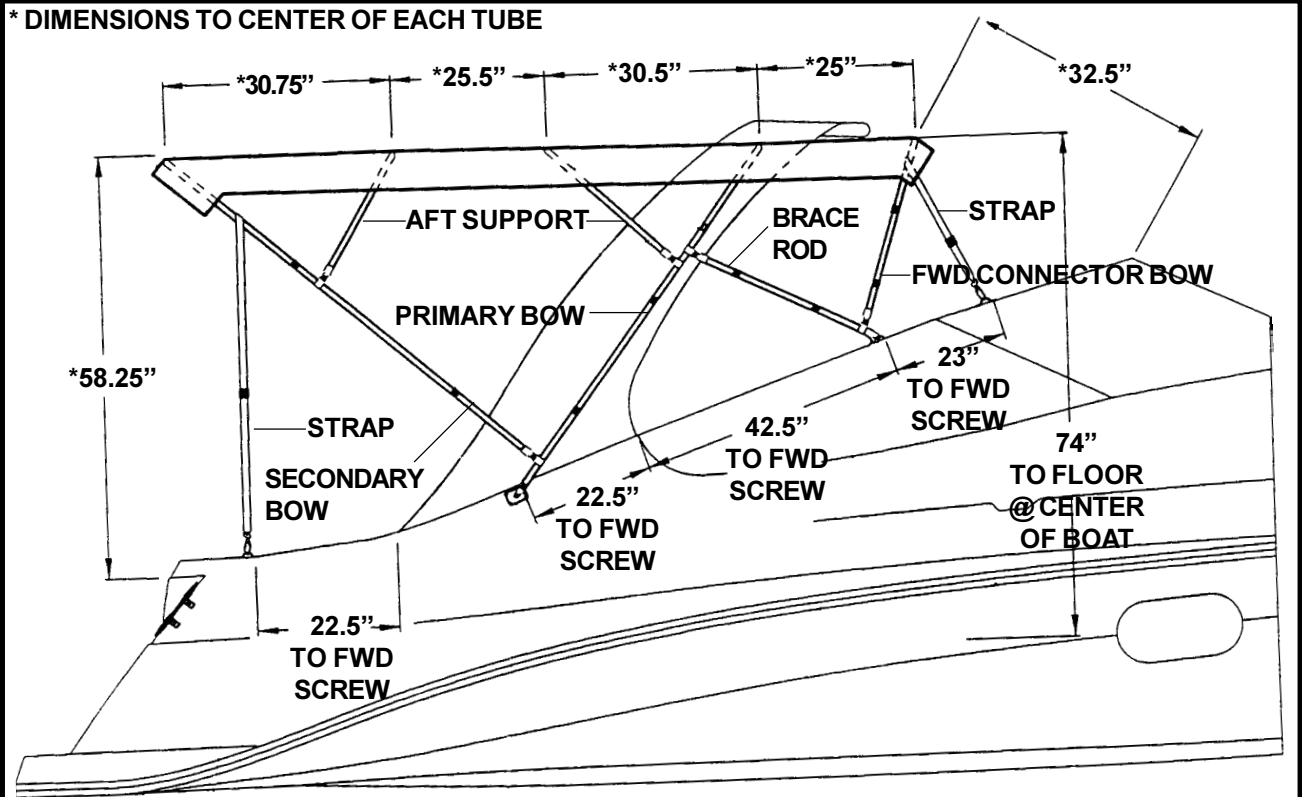 * DIMENSIONS TO CENTER OF EACH TUBE
*30.75”
*25.5”
*30.5”
*25”
*32.5”
AFT SUPPORT
BRACE
ROD
STRAP
FWD CONNECTOR BOW
PRIMARY BOW
*58.25”
STRAP
SECONDARY
BOW
23”
TO FWD
SCREW
42.5”
TO FWD
SCREW
22.5”
TO FWD
SCREW
74”
TO FLOOR
@ CENTER
OF BOAT
22.5”
TO FWD
SCREW